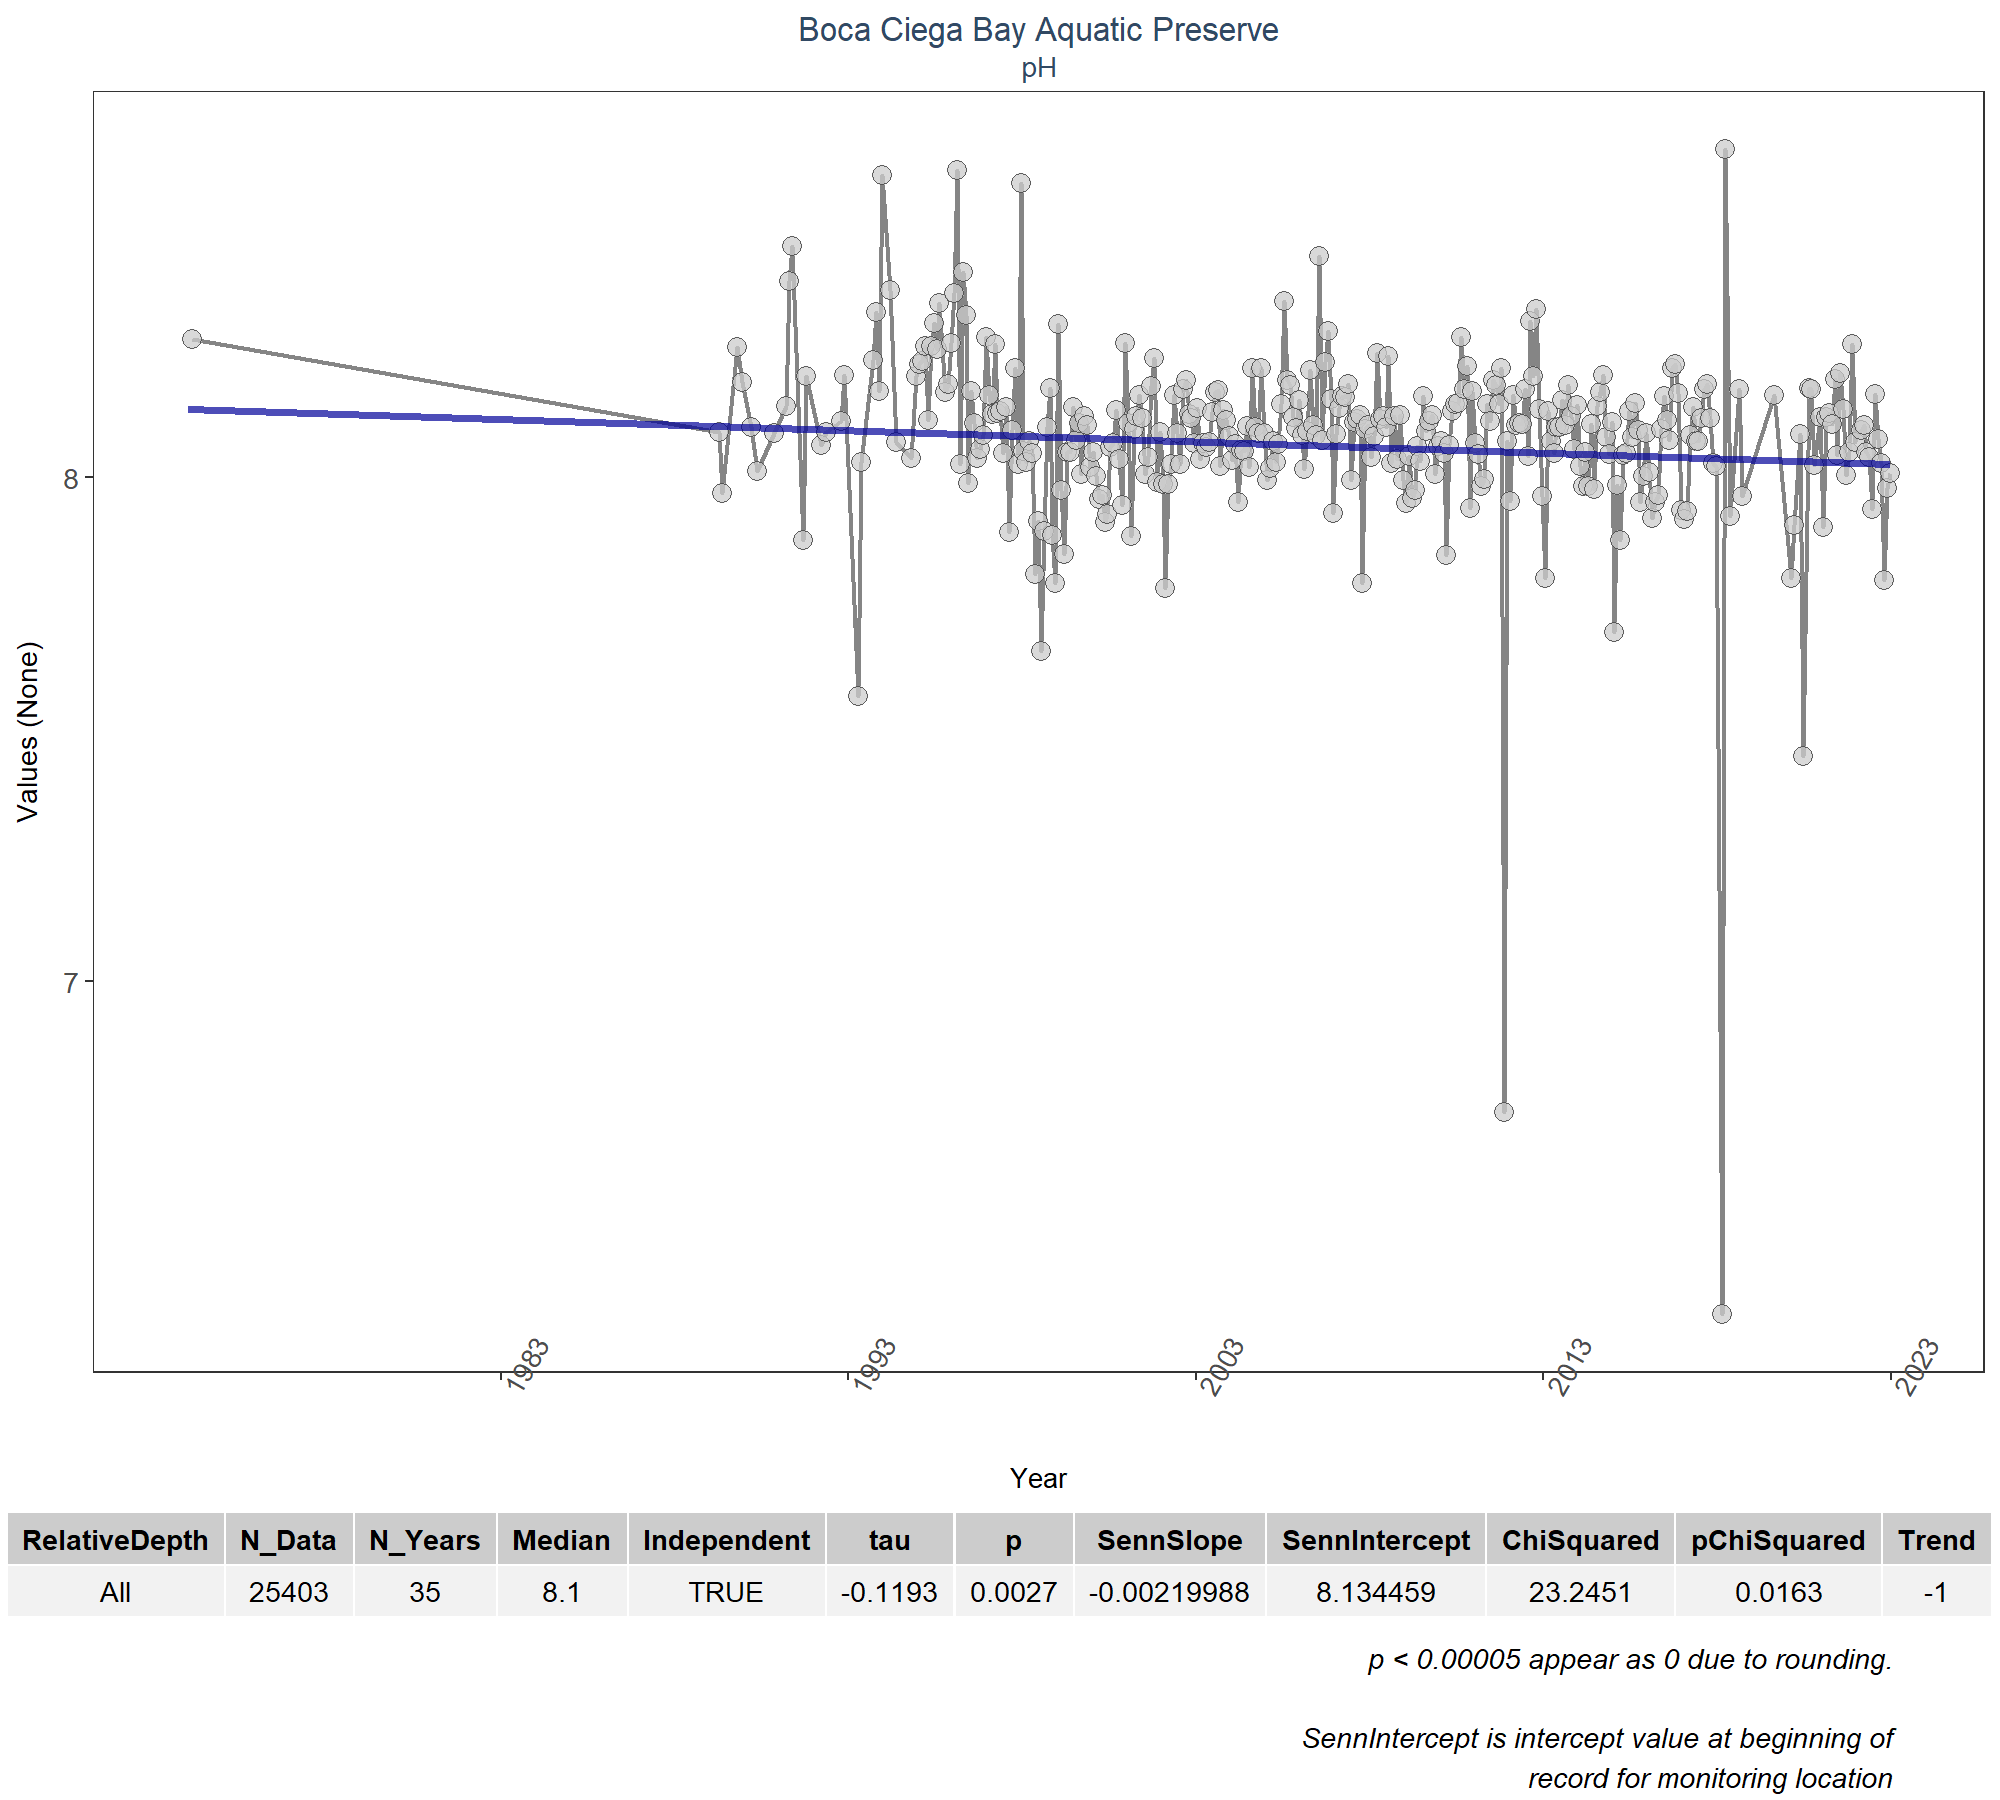 Boca Ciega Bay Aquatic Preserve
pH
Values (None)
8
7
1983
1993
2003
2013
2023
Year
RelativeDepth N_Data N_Years Median Independent tau p SennSlope SennIntercept ChiSquared pChiSquared Trend
All 25403 35 8.1 TRUE -0.1193 0.0027 -0.00219988 8.134459 23.2451 0.0163 -1
p < 0.00005 appear as 0 due to rounding.
SennIntercept is intercept value at beginning of
record for monitoring location